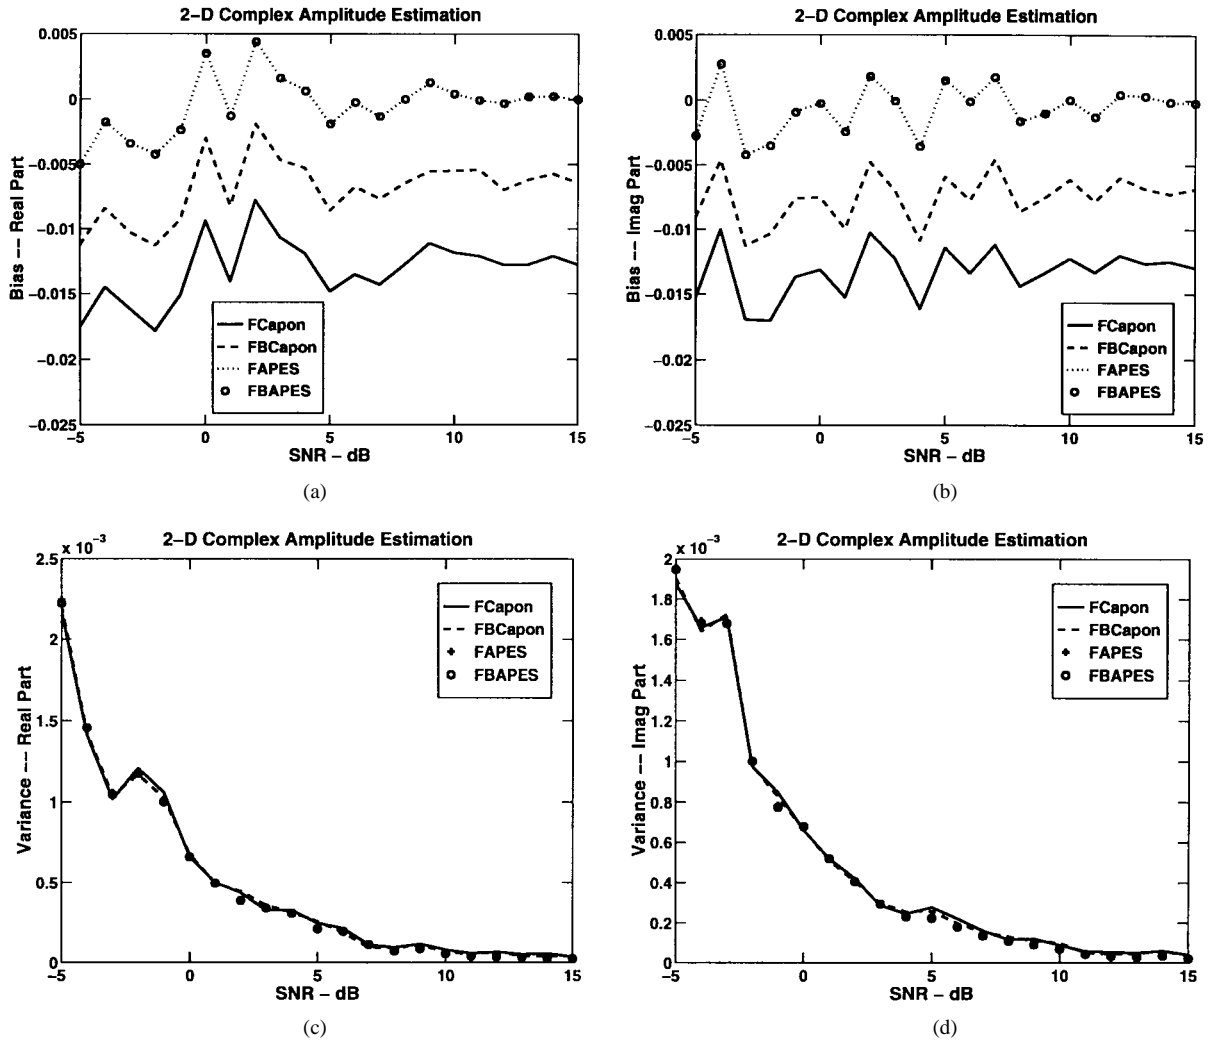 2-D Complex Amplitude Estimation
0.005
0
-0.005
-0.01
-0.015
-0.02
-0.025
Bias -- Real Part
FCapon
FBCapon
FAPES
FBAPES
-5 0 5 10 15
SNR - dB
(a)
2-D Complex Amplitude Estimation
0.005
0
-0.005
-0.01
-0.015
-0.02
-0.025
Bias -- Imag Part
FCapon
FBCapon
FAPES
FBAPES
-5 0 5 10 15
SNR - dB
(b)
x 10^-3
2-D Complex Amplitude Estimation
2.5
2
1.5
1
0.5
0
Variance -- Real Part
FCapon
FBCapon
FAPES
FBAPES
-5 0 5 10 15
SNR - dB
(c)
x 10^-3
2-D Complex Amplitude Estimation
2
1.8
1.6
1.4
1.2
1
0.8
0.6
0.4
0.2
0
Variance -- Imag Part
FCapon
FBCapon
FAPES
FBAPES
-5 0 5 10 15
SNR - dB
(d)